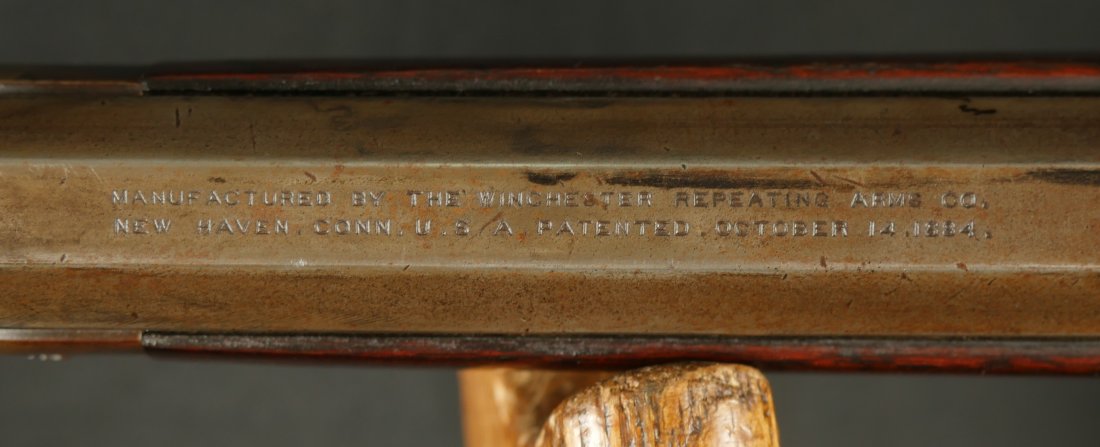 MANUFACTURED BY THE WINCHESTER REPEATING ARMS CO.
NEW HAVEN. CONN. U.S.A. PATENTED. OCTOBER 14.1884.